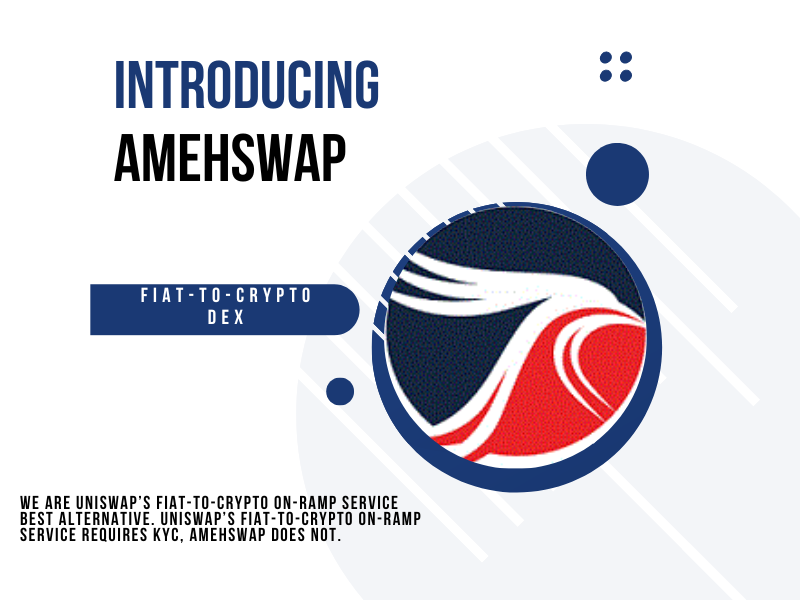 INTRODUCING
AMEHSWAP
FIAT-TO-CRYPTO
DEX
WE ARE UNISWAP'S FIAT-TO-CRYPTO ON-RAMP SERVICE
BEST ALTERNATIVE. UNISWAP'S FIAT-TO-CRYPTO ON-RAMP
SERVICE REQUIRES KYC, AMEHSWAP DOES NOT.